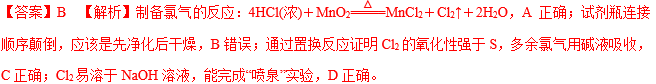 【答案】B 【解析】制备氯气的反应：4HCl(浓)＋MnO₂\xlongequal{△}MnCl₂＋Cl₂↑＋2H₂O，A 正确；试剂瓶连接
顺序颠倒，应该是先净化后干燥，B 错误；通过置换反应证明 Cl₂ 的氧化性强于 S，多余氯气用碱液吸收，
C 正确；Cl₂ 易溶于 NaOH 溶液，能完成“喷泉”实验，D 正确。